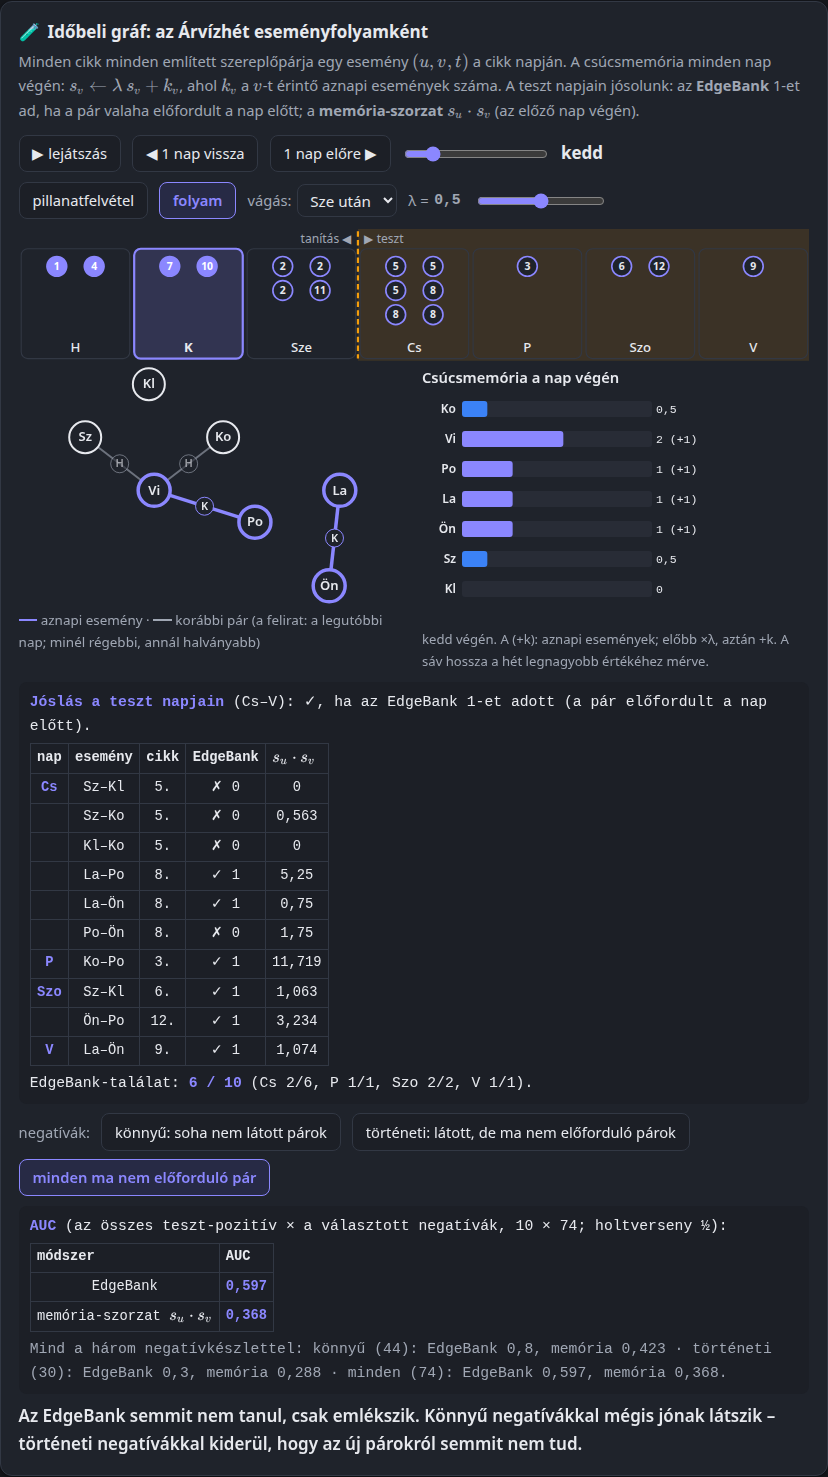 🧪 Időbeli gráf: az Árvízhét eseményfolyamként
Minden cikk minden említett szereplőpárja egy esemény (u, v, t) a cikk napján. A csúcsmemória minden nap
végén: s_v ← λ s_v + k_v, ahol k_v a v-t érintő aznapi események száma. A teszt napjain jósolunk: az EdgeBank 1-et
ad, ha a pár valaha előfordult a nap előtt; a memória-szorzat s_u · s_v (az előző nap végén).
▶ lejátszás ◀ 1 nap vissza 1 nap előre ▶ kedd
pillanatfelvétel folyam vágás: Sze után λ = 0,5
tanítás ◀ ▶ teszt
1 4 7 10 2 2 5 5 3 6 12 9
2 11 5 8
8 8
H K Sze Cs P Szo V
Kl
Sz Ko
H H
Vi
K
Po
La
K
Ön
Csúcsmemória a nap végén
Ko 0,5
Vi 2 (+1)
Po 1 (+1)
La 1 (+1)
Ön 1 (+1)
Sz 0,5
Kl 0
— aznapi esemény · — korábbi pár (a felirat: a legutóbbi
nap; minél régebbi, annál halványabb)
kedd végén. A (+k): aznapi események; előbb ×λ, aztán +k. A
sáv hossza a hét legnagyobb értékéhez mérve.
Jóslás a teszt napjain (Cs–V): ✓, ha az EdgeBank 1-et adott (a pár előfordult a nap
előtt).
nap esemény cikk EdgeBank s_u · s_v
Cs Sz–Kl 5. ✗ 0 0
Sz–Ko 5. ✗ 0 0,563
Kl–Ko 5. ✗ 0 0
La–Po 8. ✓ 1 5,25
La–Ön 8. ✓ 1 0,75
Po–Ön 8. ✗ 0 1,75
P Ko–Po 3. ✓ 1 11,719
Szo Sz–Kl 6. ✓ 1 1,063
Ön–Po 12. ✓ 1 3,234
V La–Ön 9. ✓ 1 1,074
EdgeBank-találat: 6 / 10 (Cs 2/6, P 1/1, Szo 2/2, V 1/1).
negatívák: könnyű: soha nem látott párok történeti: látott, de ma nem előforduló párok
minden ma nem előforduló pár
AUC (az összes teszt-pozitív × a választott negatívák, 10 × 74; holtverseny ½):
módszer AUC
EdgeBank 0,597
memória-szorzat s_u · s_v 0,368
Mind a három negatívkészlettel: könnyű (44): EdgeBank 0,8, memória 0,423 · történeti
(30): EdgeBank 0,3, memória 0,288 · minden (74): EdgeBank 0,597, memória 0,368.
Az EdgeBank semmit nem tanul, csak emlékszik. Könnyű negatívákkal mégis jónak látszik –
történeti negatívákkal kiderül, hogy az új párokról semmit nem tud.